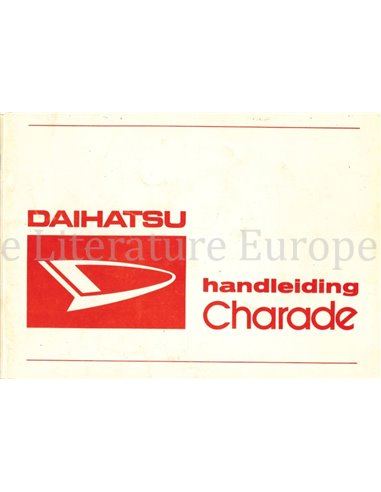 DAIHATSU
e Literature Europe
handleiding
Charade